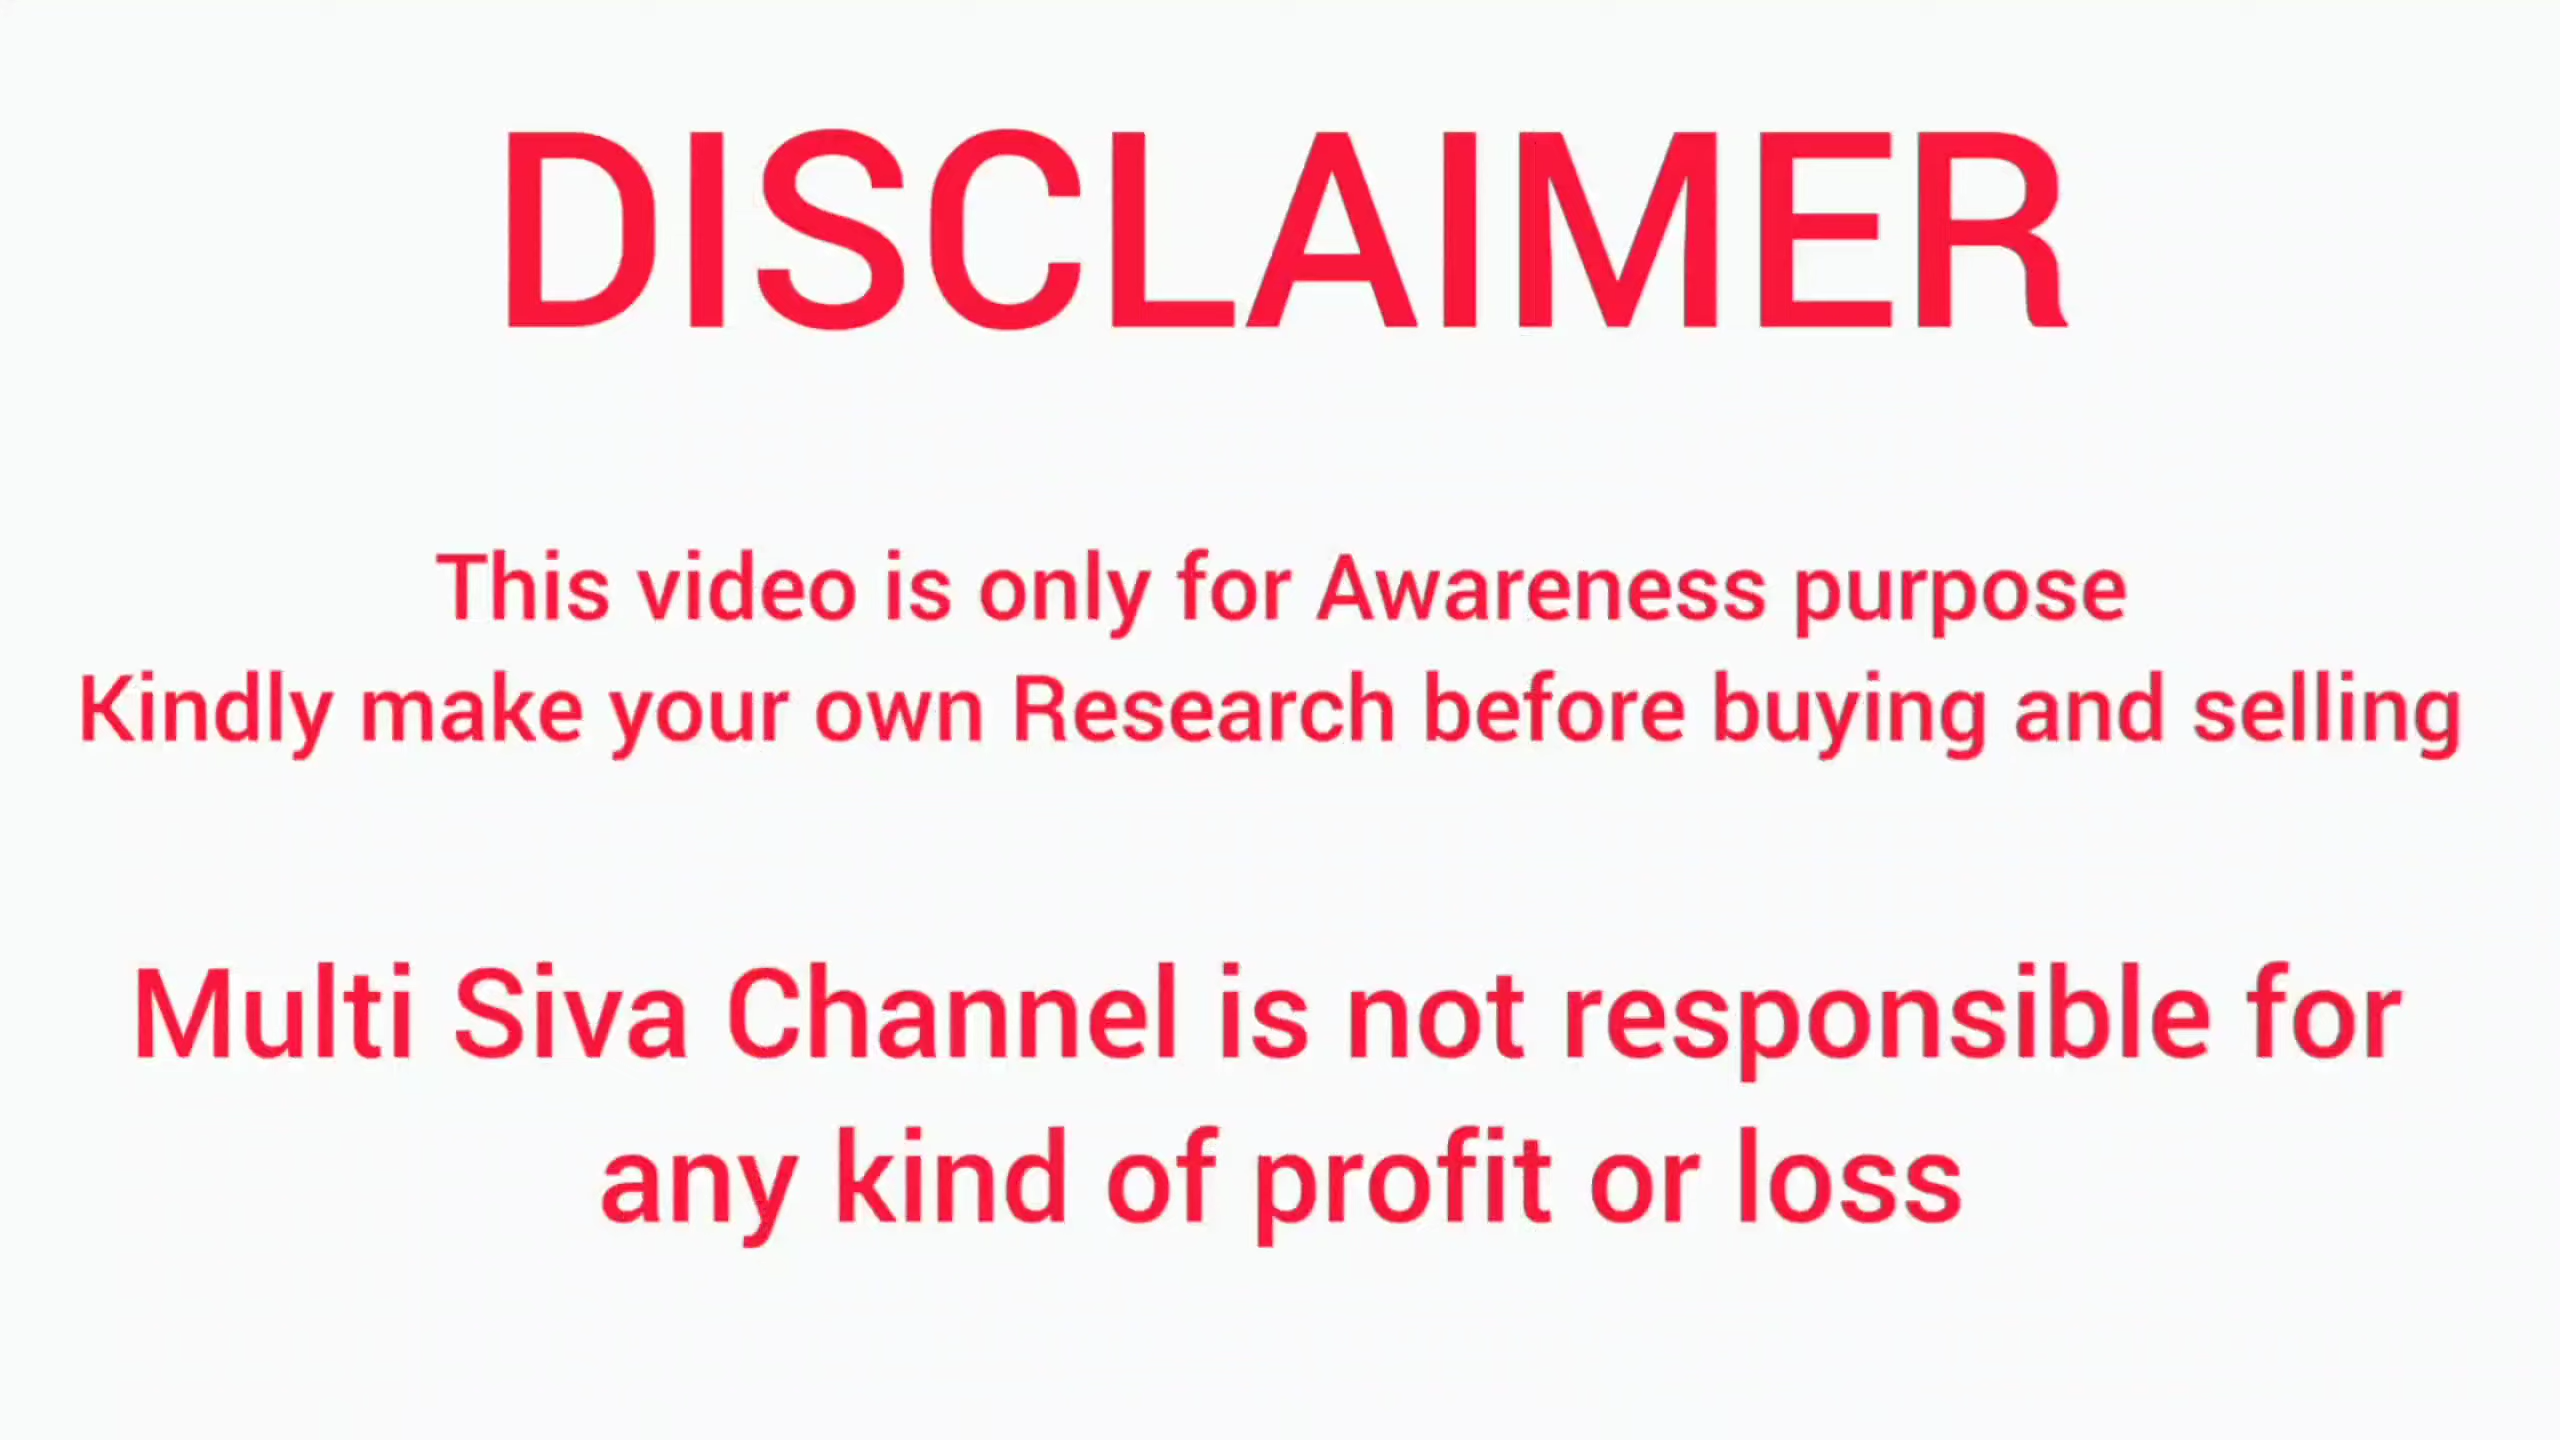 DISCLAIMER
This video is only for Awareness purpose
Kindly make your own Research before buying and selling
Multi Siva Channel is not responsible for
any kind of profit or loss